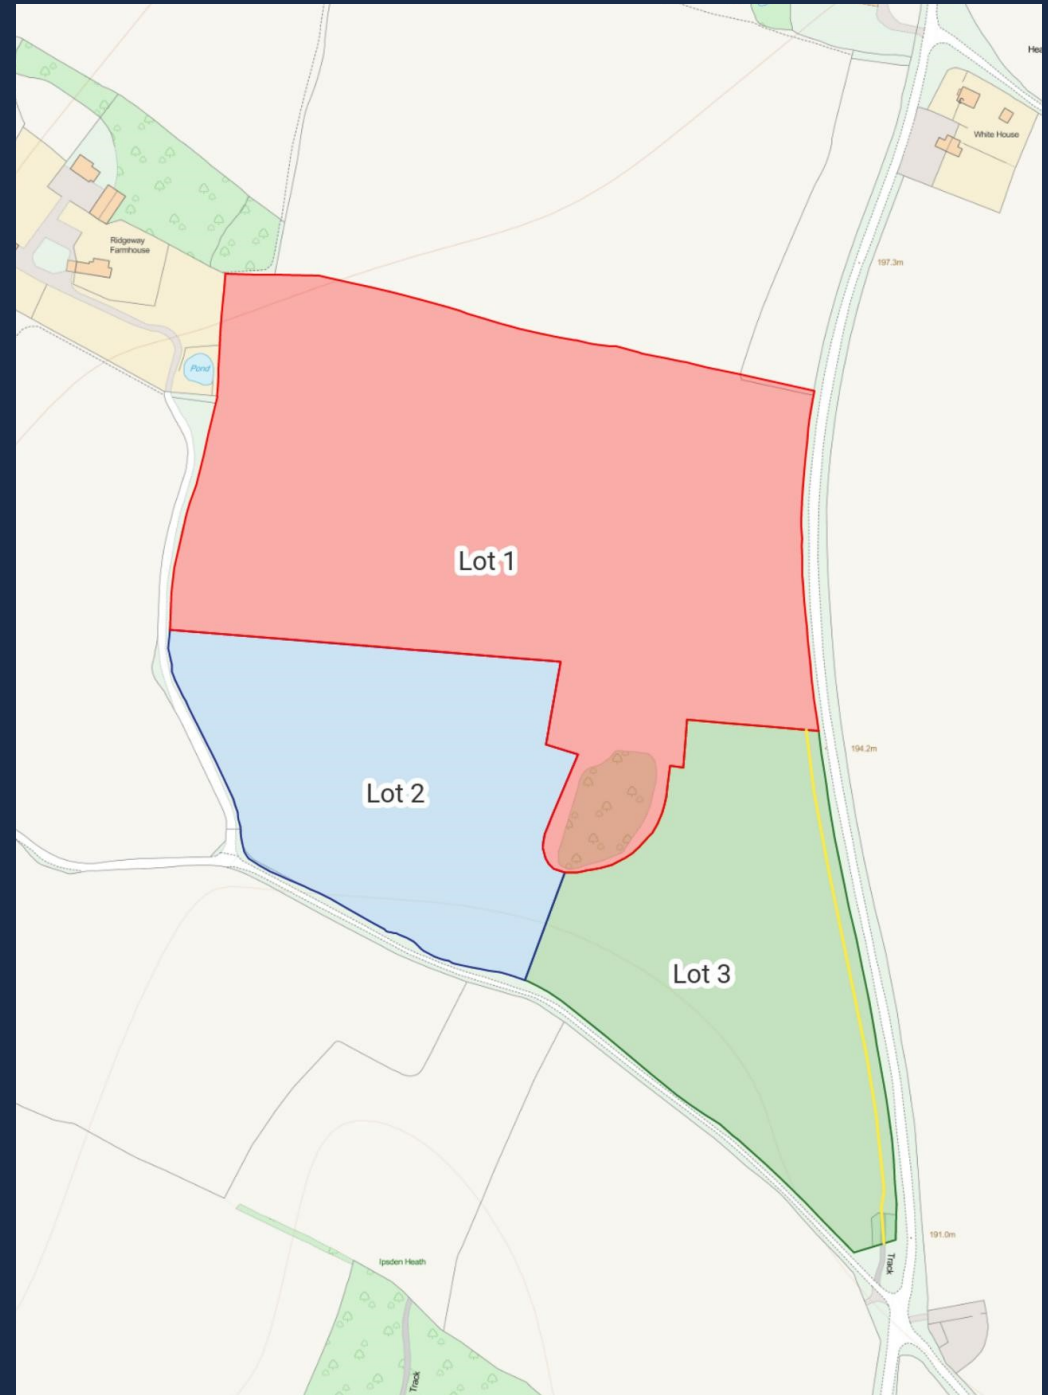 Hea
White House
Ridgeway
Farmhouse
197.3m
Pond
Lot 1
194.2m
Lot 2
Lot 3
191.0m
Track
Ipsden Heath
Track